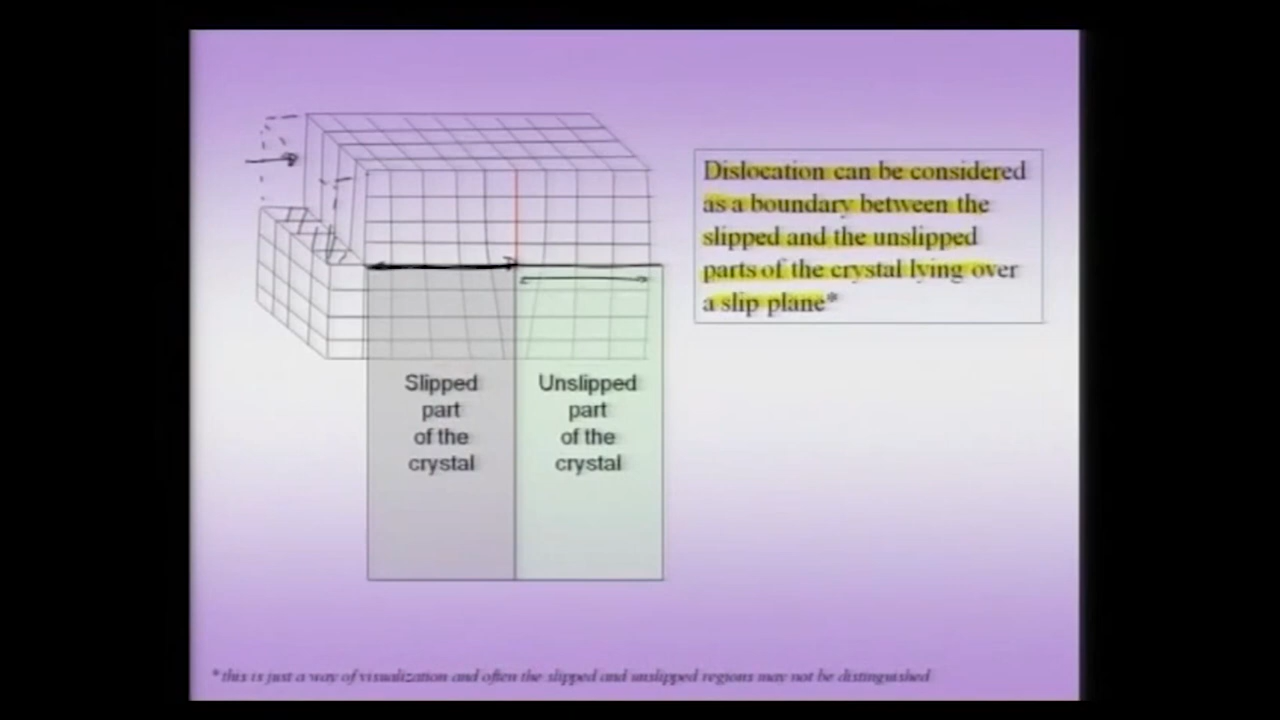 Dislocation can be considered
as a boundary between the
slipped and the unslipped
parts of the crystal lying over
a slip plane*
Slipped
part
of the
crystal
Unslipped
part
of the
crystal
*this is just a way of visualization and often the slipped and unslipped regions may not be distinguished